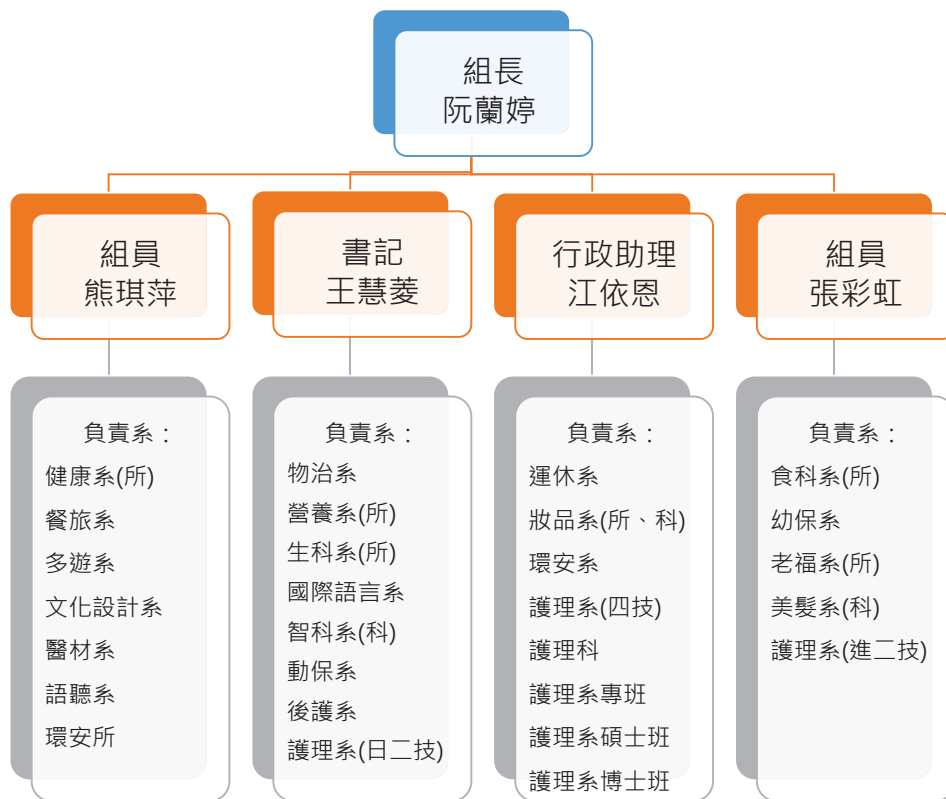 組長
阮蘭婷
組員
熊琪萍
書記
王慧菱
行政助理
江依恩
組員
張彩虹
負責系：
健康系(所)
餐旅系
多遊系
文化設計系
醫材系
語聽系
環安所
負責系：
物治系
營養系(所)
生科系(所)
國際語言系
智科系(科)
動保系
後護系
護理系(日二技)
負責系：
運休系
妝品系(所、科)
環安系
護理系(四技)
護理科
護理系專班
護理系碩士班
護理系博士班
負責系：
食科系(所)
幼保系
老福系(所)
美髮系(科)
護理系(進二技)